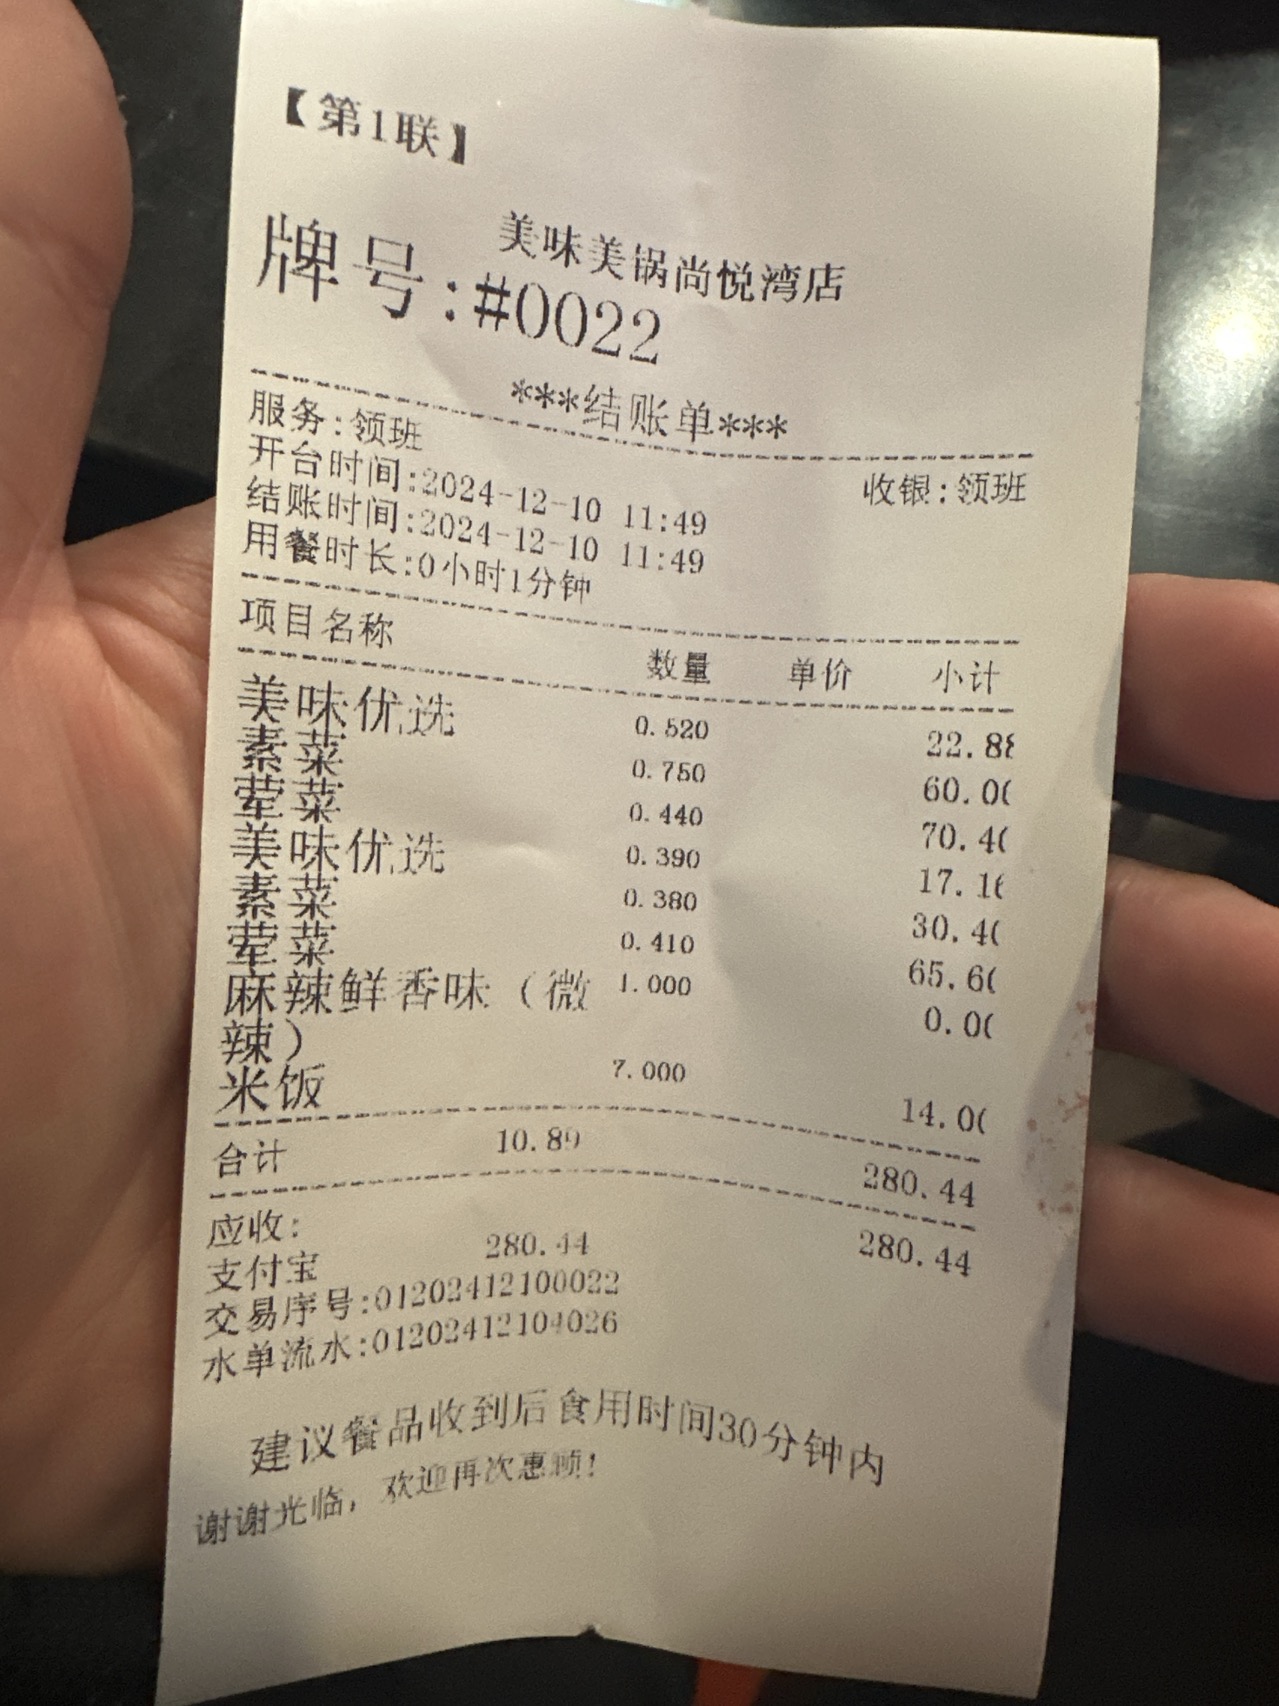 【第1联】
美味美锅尚悦湾店
牌号:#0022
***结账单***
服务:领班 收银:领班
开台时间:2024-12-10 11:49
结账时间:2024-12-10 11:49
用餐时长:0小时1分钟
项目名称 数量 单价 小计
美味优选 0.520 22.88
素菜 0.750 60.0
荤菜 0.440 70.4
美味优选 0.390 17.16
素菜 0.380 30.4
荤菜 0.410 65.6
麻辣鲜香味（微 1.000 0.0
辣）
米饭 7.000 14.0
合计 10.89 280.44
应收: 280.44
支付宝 280.44
交易序号:01202412100022
水单流水:01202412104026
建议餐品收到后食用时间30分钟内
谢谢光临，欢迎再次惠顾!